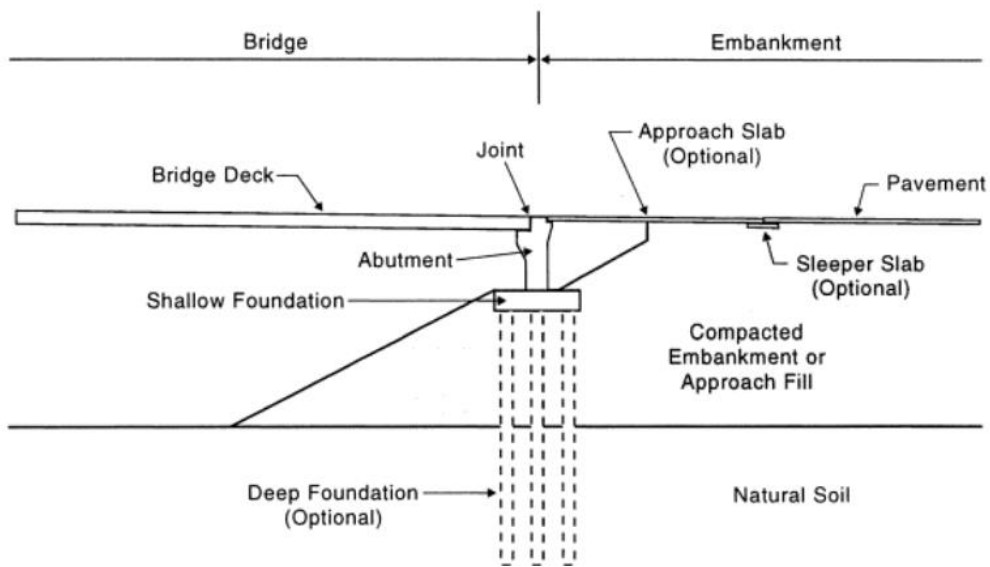 Bridge
Embankment
Approach Slab
(Optional)
Joint
Bridge Deck
Pavement
Abutment
Sleeper Slab
(Optional)
Shallow Foundation
Compacted
Embankment or
Approach Fill
Deep Foundation
(Optional)
Natural Soil